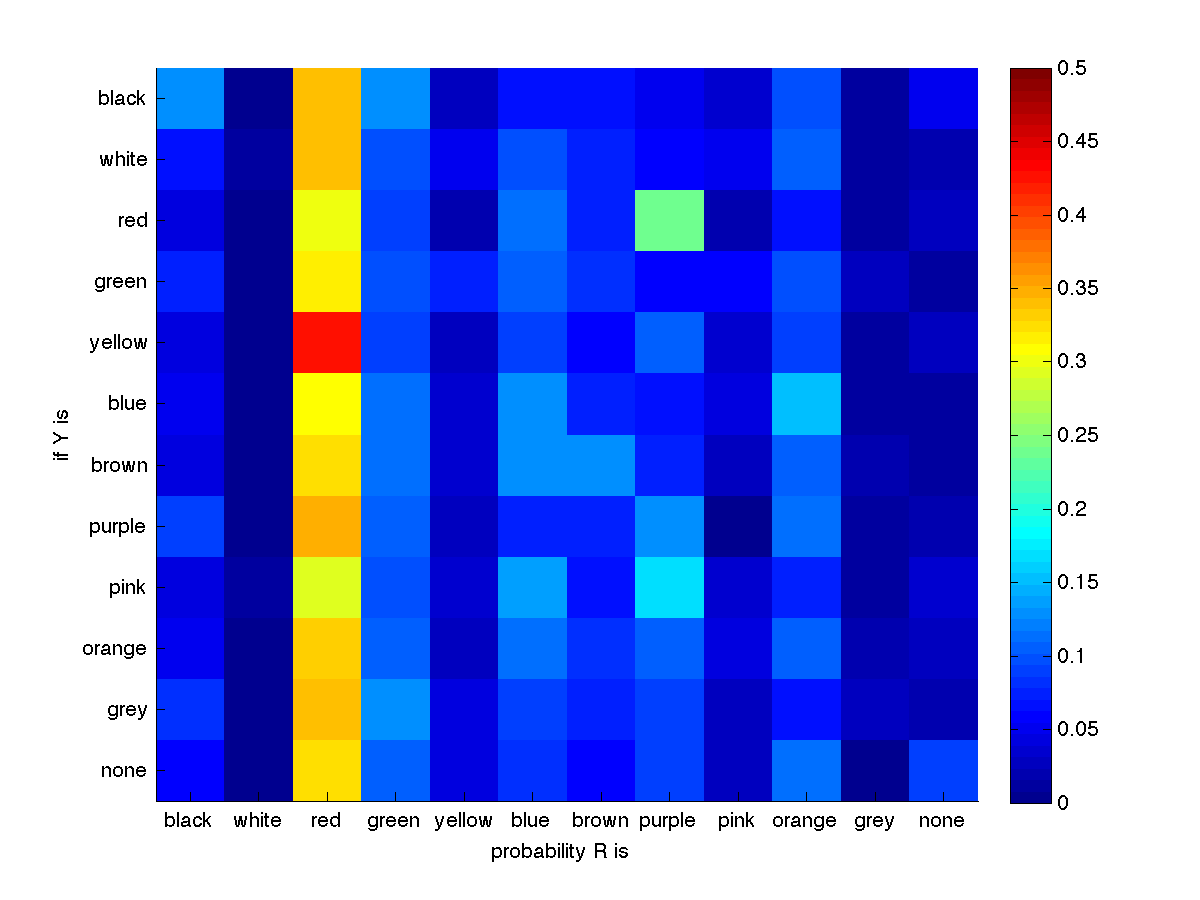 black
white
red
green
yellow
blue
brown
purple
pink
orange
grey
none
if Y is
black white red green yellow blue brown purple pink orange grey none
probability R is
0.5
0.45
0.4
0.35
0.3
0.25
0.2
0.15
0.1
0.05
0